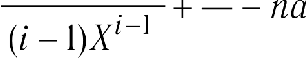 (i − 1)X^{i−1} + — − na